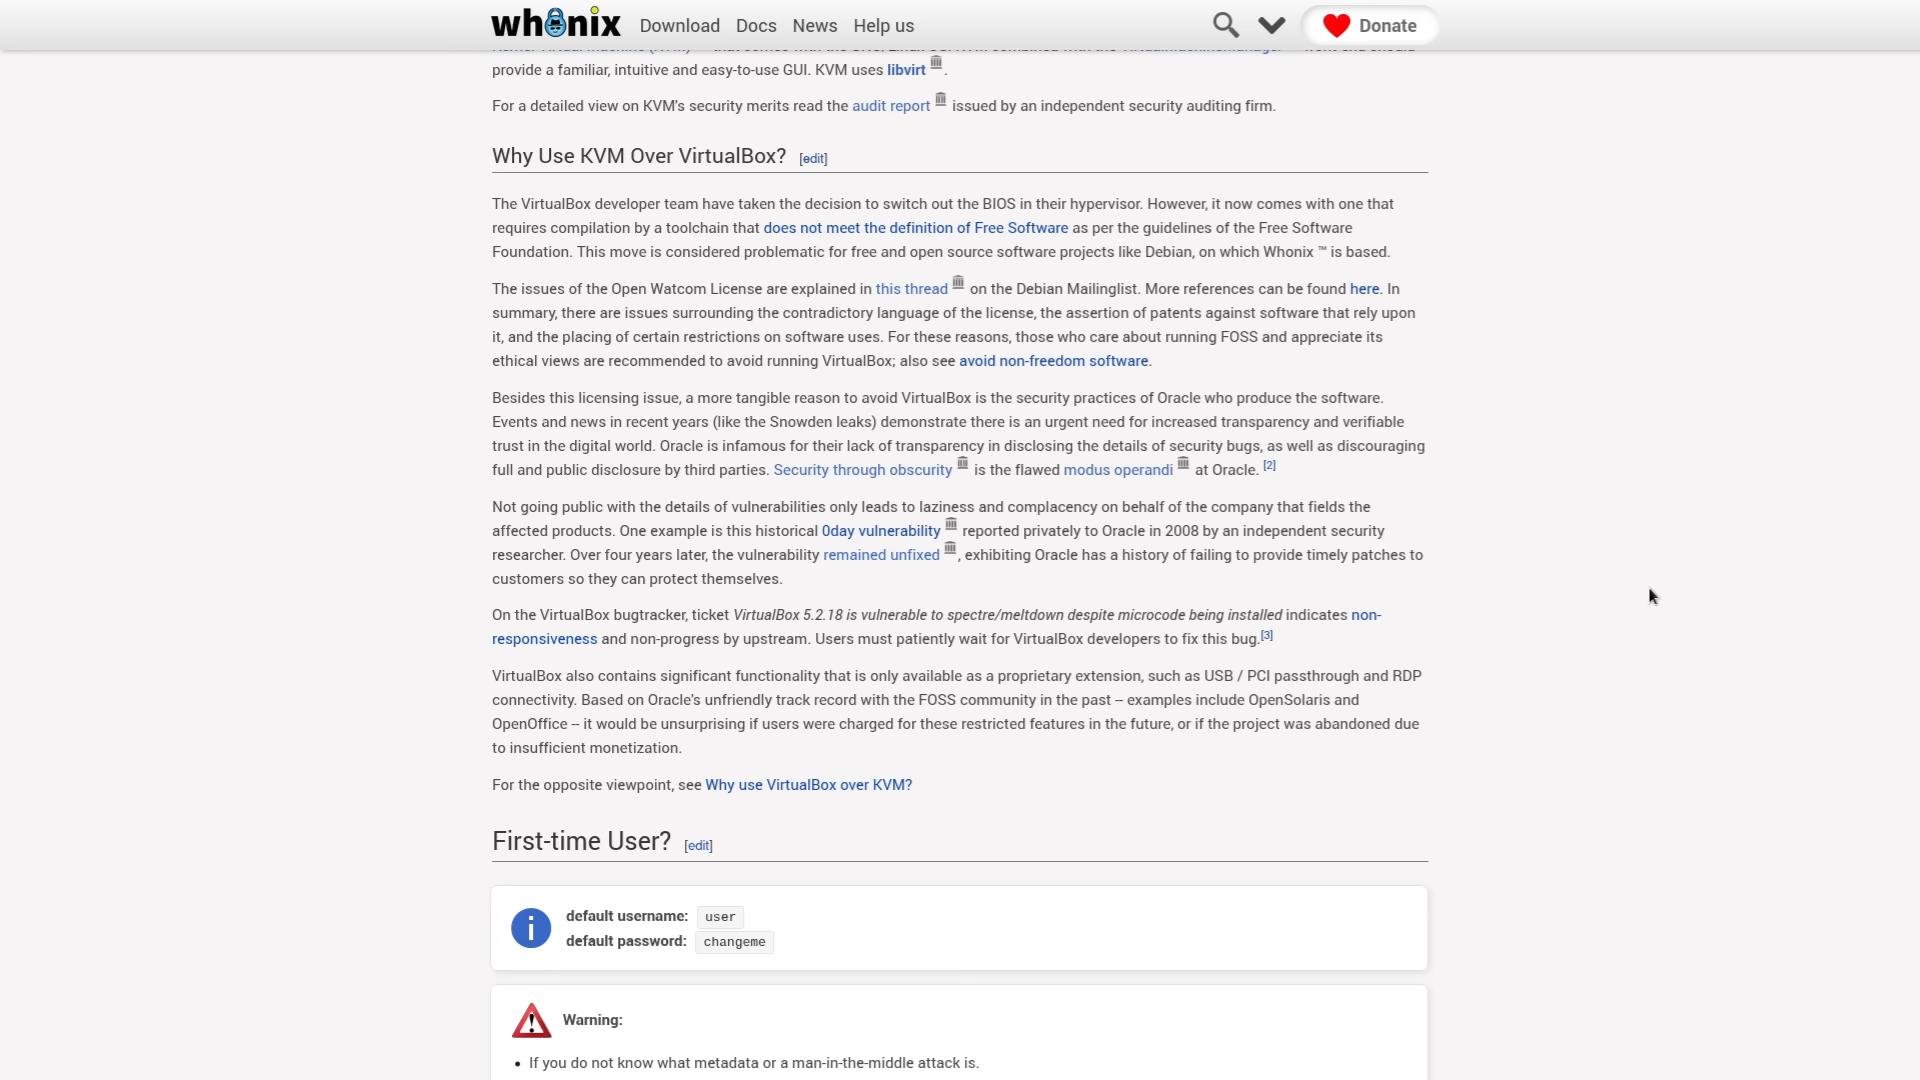 whonix Download Docs News Help us Donate
provide a familiar, intuitive and easy-to-use GUI. KVM uses libvirt .
For a detailed view on KVM's security merits read the audit report issued by an independent security auditing firm.
Why Use KVM Over VirtualBox? [edit]
The VirtualBox developer team have taken the decision to switch out the BIOS in their hypervisor. However, it now comes with one that
requires compilation by a toolchain that does not meet the definition of Free Software as per the guidelines of the Free Software
Foundation. This move is considered problematic for free and open source software projects like Debian, on which Whonix ™ is based.
The issues of the Open Watcom License are explained in this thread on the Debian Mailinglist. More references can be found here. In
summary, there are issues surrounding the contradictory language of the license, the assertion of patents against software that rely upon
it, and the placing of certain restrictions on software uses. For these reasons, those who care about running FOSS and appreciate its
ethical views are recommended to avoid running VirtualBox; also see avoid non-freedom software.
Besides this licensing issue, a more tangible reason to avoid VirtualBox is the security practices of Oracle who produce the software.
Events and news in recent years (like the Snowden leaks) demonstrate there is an urgent need for increased transparency and verifiable
trust in the digital world. Oracle is infamous for their lack of transparency in disclosing the details of security bugs, as well as discouraging
full and public disclosure by third parties. Security through obscurity is the flawed modus operandi at Oracle. [2]
Not going public with the details of vulnerabilities only leads to laziness and complacency on behalf of the company that fields the
affected products. One example is this historical 0day vulnerability reported privately to Oracle in 2008 by an independent security
researcher. Over four years later, the vulnerability remained unfixed , exhibiting Oracle has a history of failing to provide timely patches to
customers so they can protect themselves.
On the VirtualBox bugtracker, ticket VirtualBox 5.2.18 is vulnerable to spectre/meltdown despite microcode being installed indicates non-
responsiveness and non-progress by upstream. Users must patiently wait for VirtualBox developers to fix this bug.[3]
VirtualBox also contains significant functionality that is only available as a proprietary extension, such as USB / PCI passthrough and RDP
connectivity. Based on Oracle's unfriendly track record with the FOSS community in the past – examples include OpenSolaris and
OpenOffice – it would be unsurprising if users were charged for these restricted features in the future, or if the project was abandoned due
to insufficient monetization.
For the opposite viewpoint, see Why use VirtualBox over KVM?
First-time User? [edit]
default username: user
default password: changeme
Warning:
• If you do not know what metadata or a man-in-the-middle attack is.